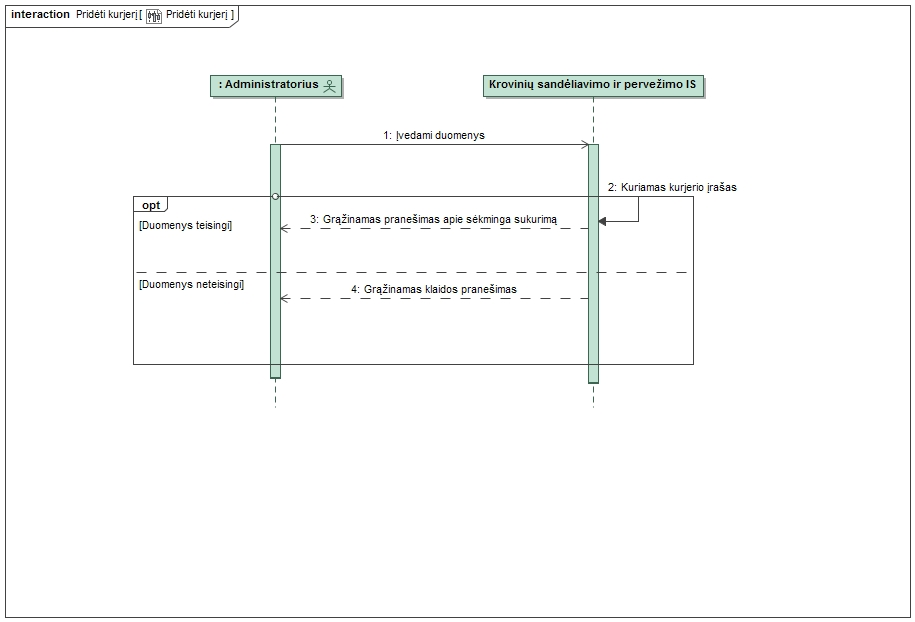 interaction Pridėti kurjerį[ Pridėti kurjerį ]
: Administratorius
Krovinių sandėliavimo ir pervežimo IS
1: Įvedami duomenys
2: Kuriamas kurjerio įrašas
opt
3: Grąžinamas pranešimas apie sėkminga sukurimą
[Duomenys teisingi]
[Duomenys neteisingi]
4: Grąžinamas klaidos pranešimas